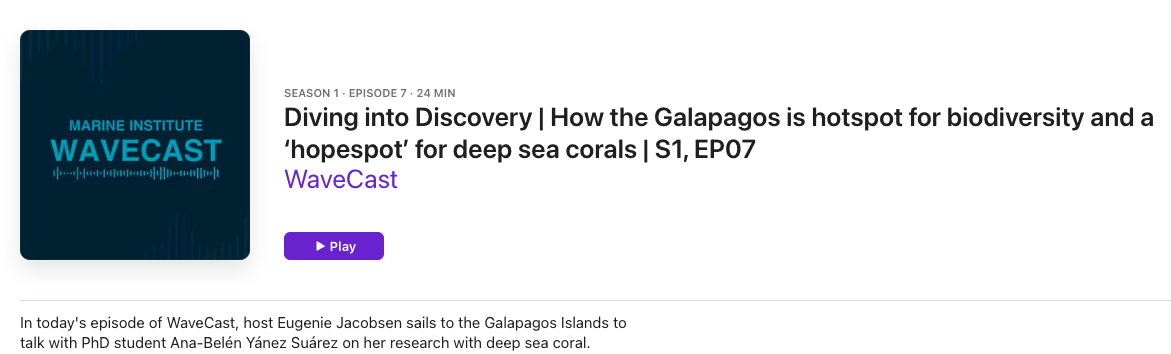 MARINE INSTITUTE
WAVECAST
SEASON 1 · EPISODE 7 · 24 MIN
Diving into Discovery | How the Galapagos is hotspot for biodiversity and a
‘hopespot’ for deep sea corals | S1, EP07
WaveCast
Play
In today's episode of WaveCast, host Eugenie Jacobsen sails to the Galapagos Islands to
talk with PhD student Ana-Belén Yánez Suárez on her research with deep sea coral.